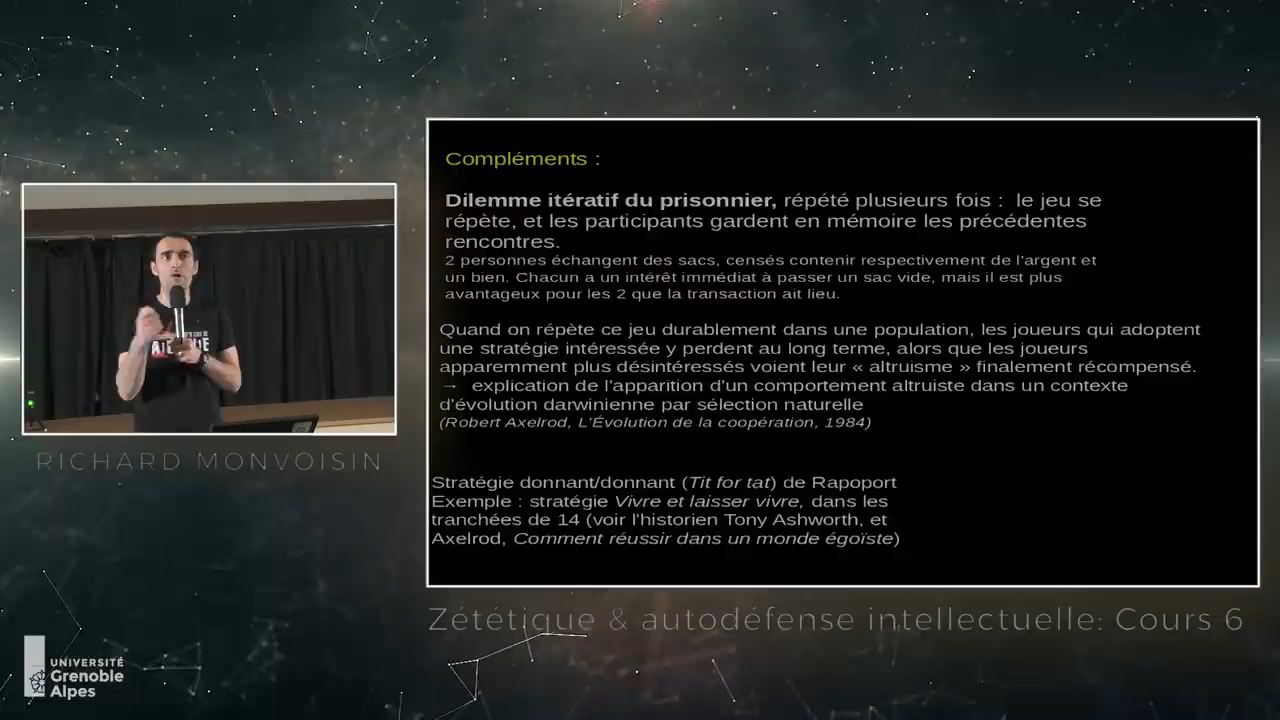 Compléments :
Dilemme itératif du prisonnier, répété plusieurs fois : le jeu se
répète, et les participants gardent en mémoire les précédentes
rencontres.
2 personnes échangent des sacs, censés contenir respectivement de l'argent et
un bien. Chacun a un intérêt immédiat à passer un sac vide, mais il est plus
avantageux pour les 2 que la transaction ait lieu.
Quand on répète ce jeu durablement dans une population, les joueurs qui adoptent
une stratégie intéressée y perdent au long terme, alors que les joueurs
apparemment plus désintéressés voient leur « altruisme » finalement récompensé.
→ explication de l'apparition d'un comportement altruiste dans un contexte
d'évolution darwinienne par sélection naturelle
(Robert Axelrod, L'Évolution de la coopération, 1984)
Stratégie donnant/donnant (Tit for tat) de Rapoport
Exemple : stratégie Vivre et laisser vivre, dans les
tranchées de 14 (voir l'historien Tony Ashworth, et
Axelrod, Comment réussir dans un monde égoïste)
RICHARD MONVOISIN
Zététique & autodéfense intellectuelle: Cours 6
UNIVERSITÉ
Grenoble
Alpes